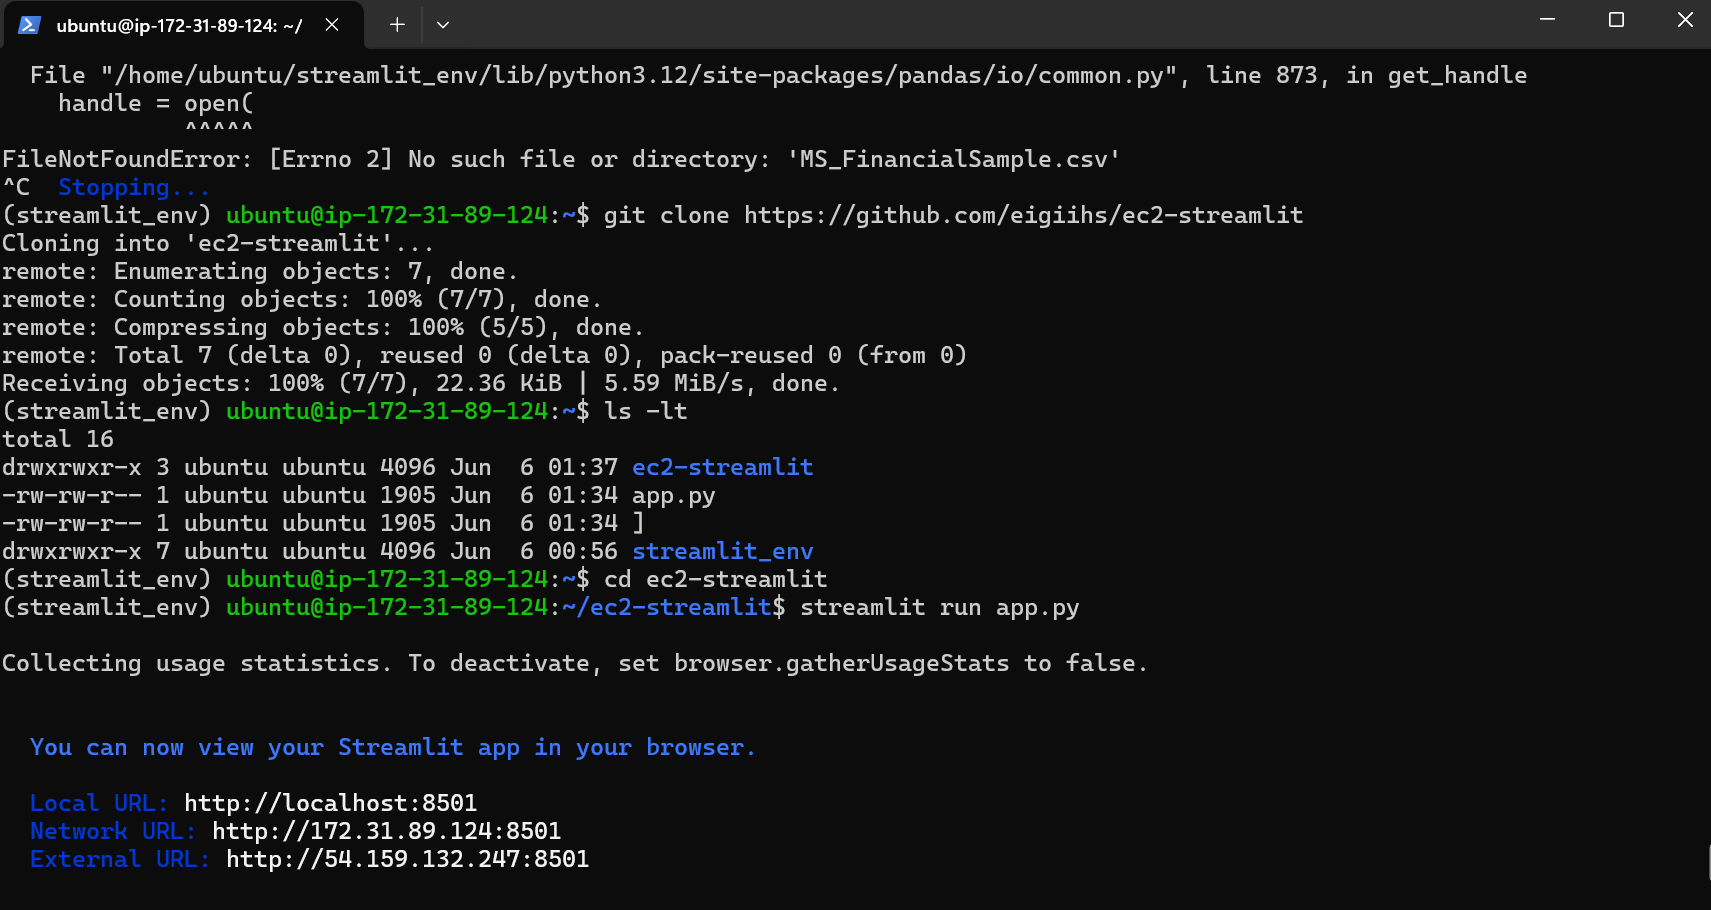 ubuntu@ip-172-31-89-124: ~/
File "/home/ubuntu/streamlit_env/lib/python3.12/site-packages/pandas/io/common.py", line 873, in get_handle
handle = open(
^^^^^
FileNotFoundError: [Errno 2] No such file or directory: 'MS_FinancialSample.csv'
^C  Stopping...
(streamlit_env) ubuntu@ip-172-31-89-124:~$ git clone https://github.com/eigiihs/ec2-streamlit
Cloning into 'ec2-streamlit'...
remote: Enumerating objects: 7, done.
remote: Counting objects: 100% (7/7), done.
remote: Compressing objects: 100% (5/5), done.
remote: Total 7 (delta 0), reused 0 (delta 0), pack-reused 0 (from 0)
Receiving objects: 100% (7/7), 22.36 KiB | 5.59 MiB/s, done.
(streamlit_env) ubuntu@ip-172-31-89-124:~$ ls -lt
total 16
drwxrwxr-x 3 ubuntu ubuntu 4096 Jun  6 01:37 ec2-streamlit
-rw-rw-r-- 1 ubuntu ubuntu 1905 Jun  6 01:34 app.py
-rw-rw-r-- 1 ubuntu ubuntu 1905 Jun  6 01:34 ]
drwxrwxr-x 7 ubuntu ubuntu 4096 Jun  6 00:56 streamlit_env
(streamlit_env) ubuntu@ip-172-31-89-124:~$ cd ec2-streamlit
(streamlit_env) ubuntu@ip-172-31-89-124:~/ec2-streamlit$ streamlit run app.py
Collecting usage statistics. To deactivate, set browser.gatherUsageStats to false.
You can now view your Streamlit app in your browser.
Local URL: http://localhost:8501
Network URL: http://172.31.89.124:8501
External URL: http://54.159.132.247:8501